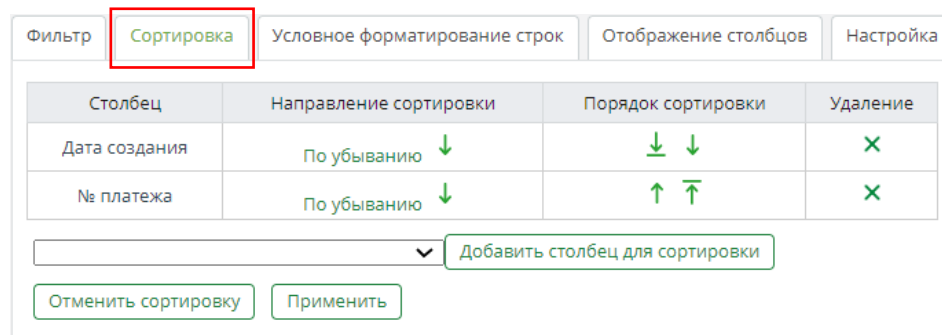 Фильтр Сортировка Условное форматирование строк Отображение столбцов Настройка
Столбец Направление сортировки Порядок сортировки Удаление
Дата создания По убыванию
№ платежа По убыванию
Добавить столбец для сортировки
Отменить сортировку Применить